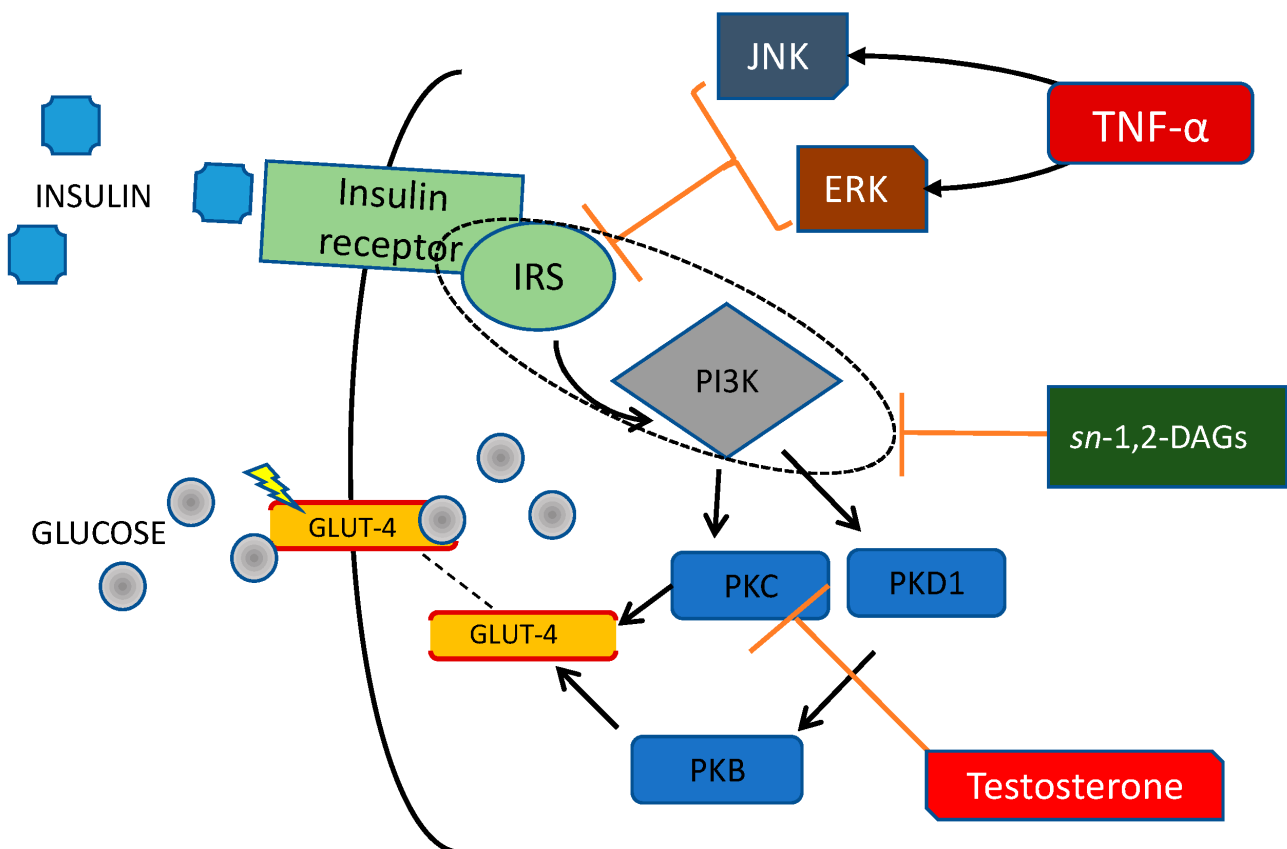 JNK
TNF-α
ERK
INSULIN
Insulin
receptor
IRS
PI3K
sn-1,2-DAGs
GLUCOSE
GLUT-4
PKC
PKD1
GLUT-4
PKB
Testosterone